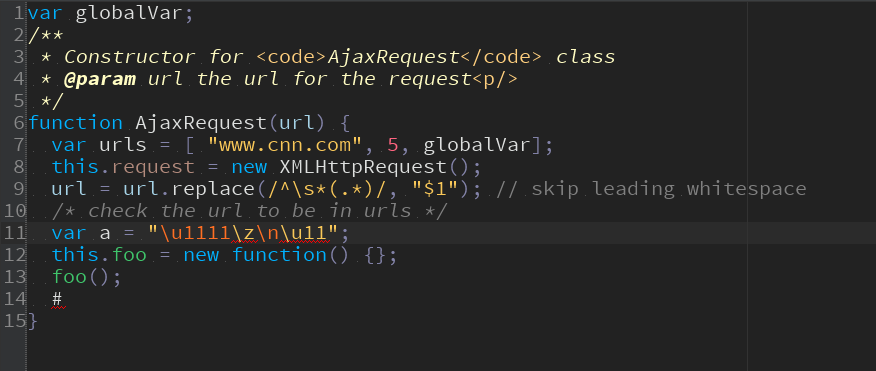 1 var globalVar;
2 /**
3  * Constructor for <code>AjaxRequest</code> class
4  * @param url the url for the request<p/>
5  */
6 function AjaxRequest(url) {
7   var urls = [ "www.cnn.com", 5, globalVar];
8   this.request = new XMLHttpRequest();
9   url = url.replace(/^\s*(.*)/, "$1"); // skip leading whitespace
10   /* check the url to be in urls */
11   var a = "\u1111\z\n\u11";
12   this.foo = new function() {};
13   foo();
14   #
15 }